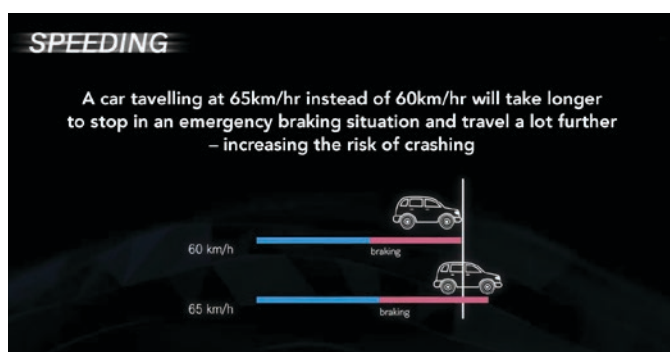 SPEEDING
A car tavelling at 65km/hr instead of 60km/hr will take longer
to stop in an emergency braking situation and travel a lot further
– increasing the risk of crashing
60 km/h
braking
65 km/h
braking